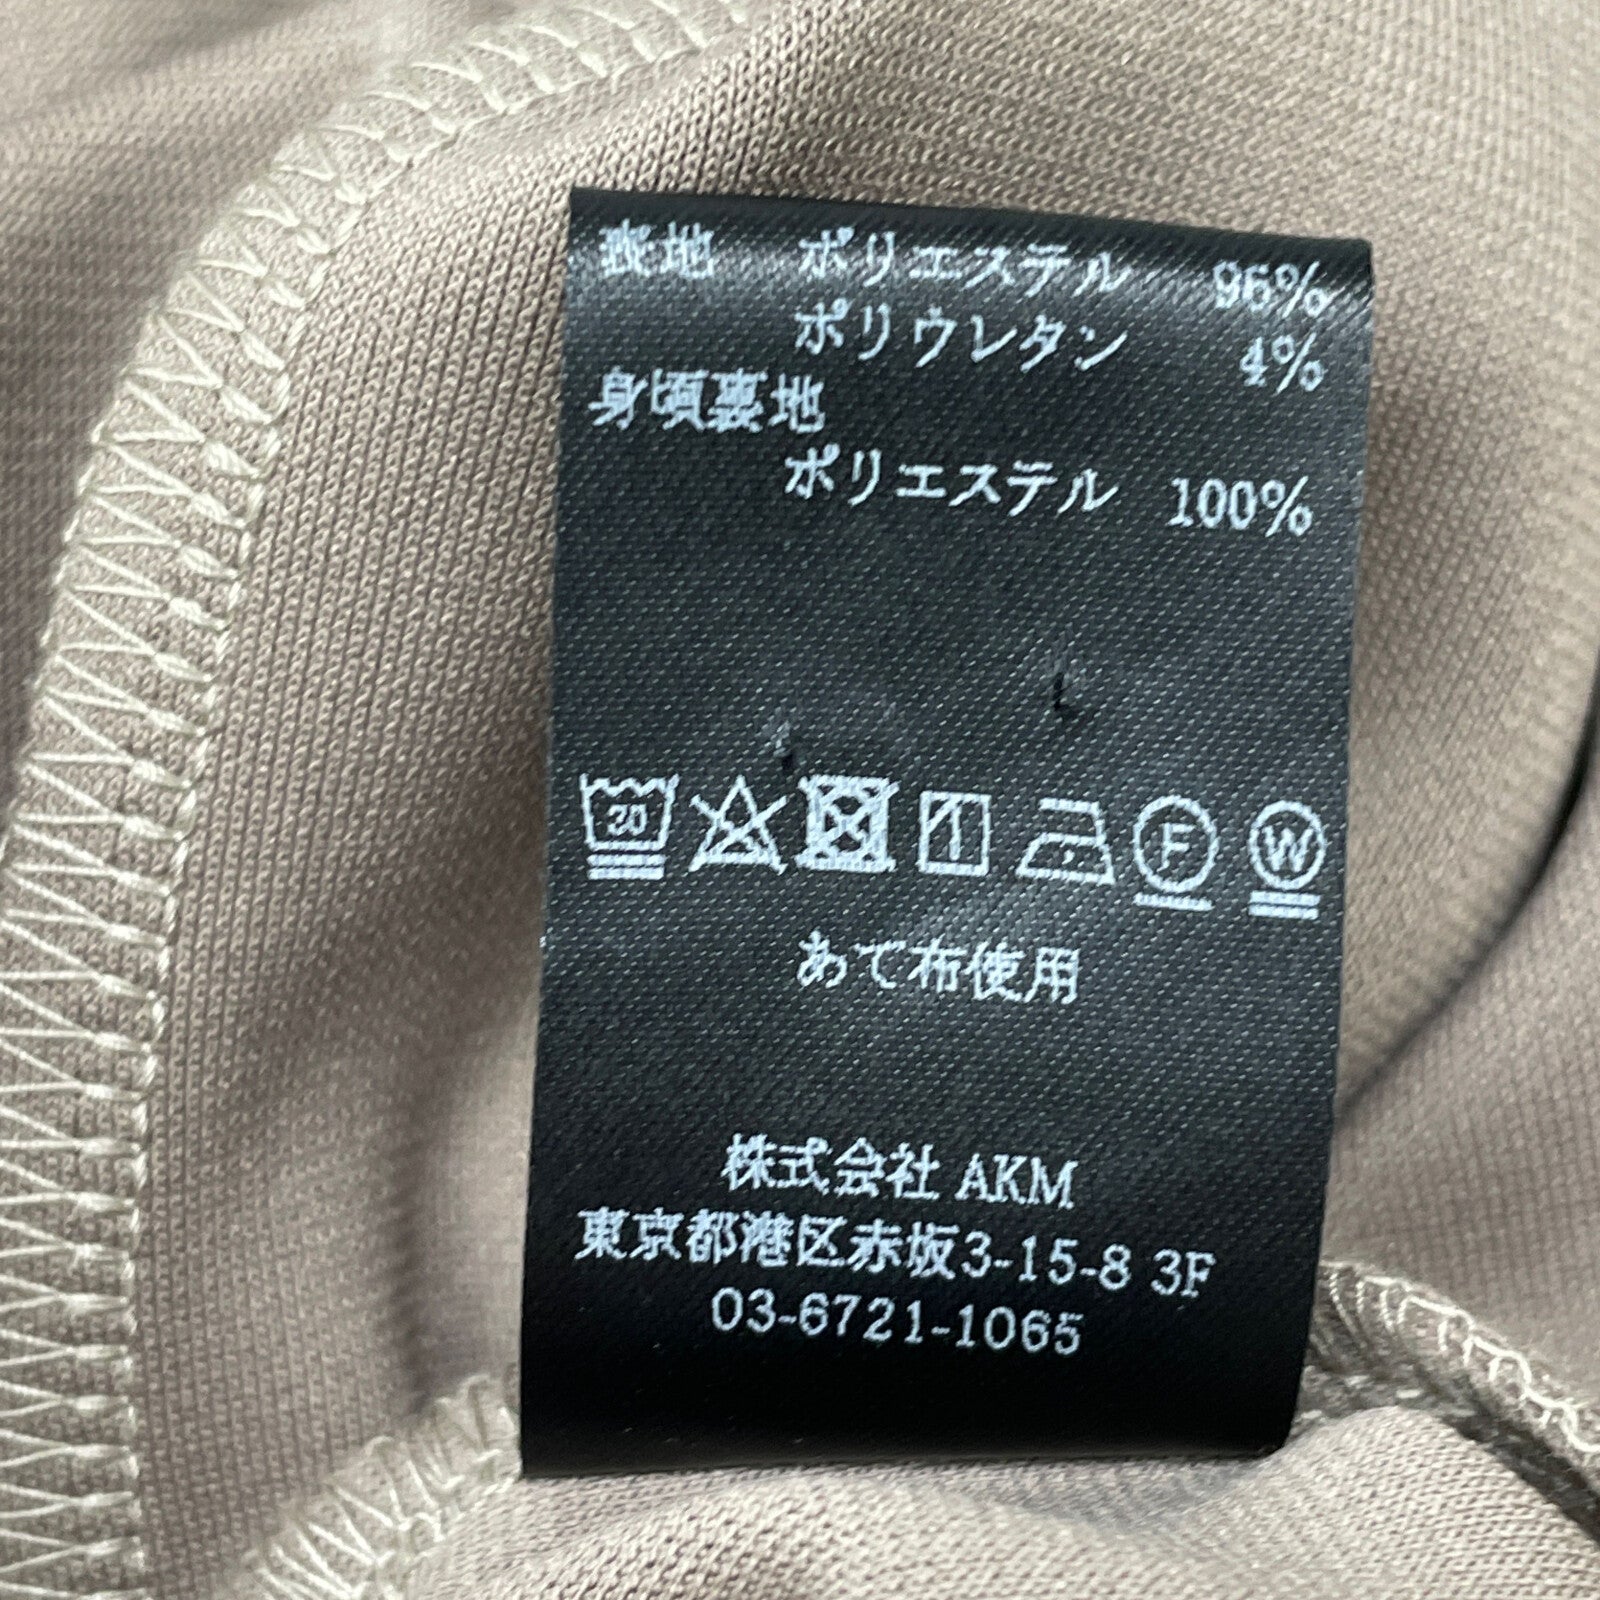 表地 ポリエステル 96%
ポリウレタン 4%
身頃裏地
ポリエステル 100%
30 F W
あて布使用
株式会社 AKM
東京都港区赤坂3-15-8 3F
03-6721-1065